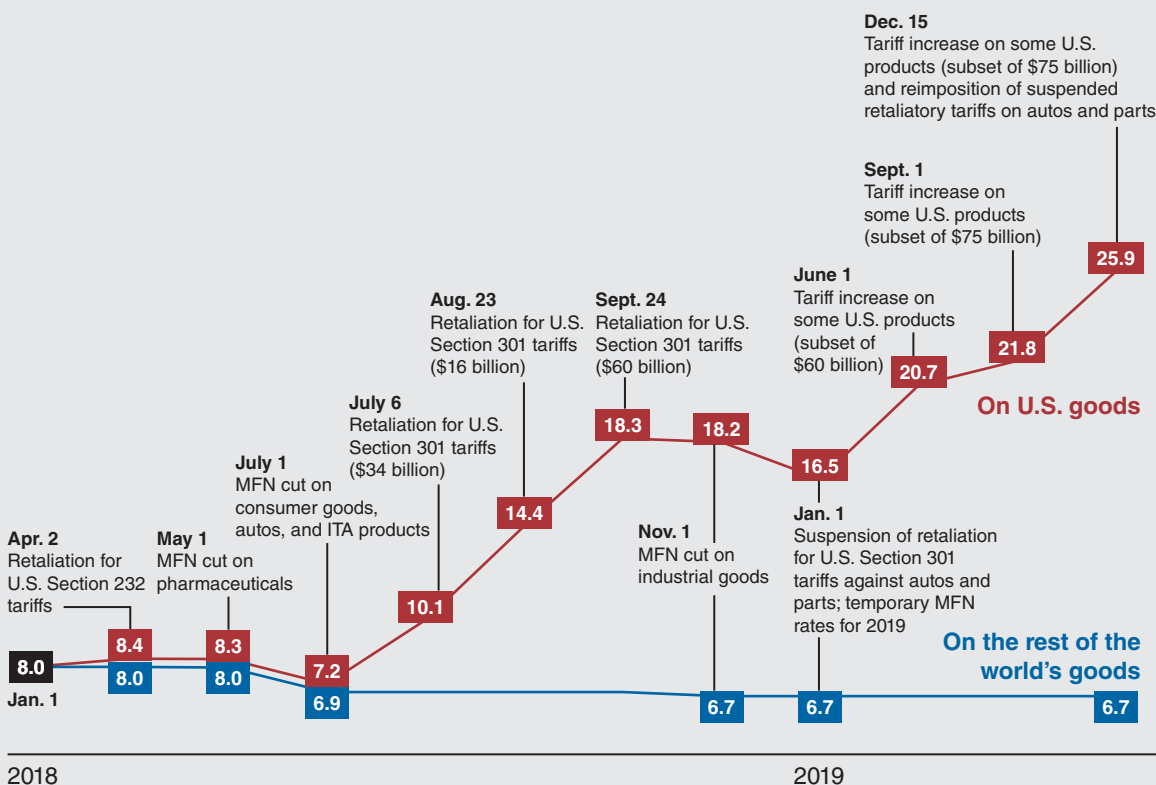 Dec. 15
Tariff increase on some U.S.
products (subset of $75 billion)
and reimposition of suspended
retaliatory tariffs on autos and parts
Sept. 1
Tariff increase on
some U.S. products
(subset of $75 billion)
25.9
June 1
Tariff increase on
some U.S. products
(subset of
$60 billion)
21.8
20.7
On U.S. goods
Aug. 23
Retaliation for U.S.
Section 301 tariffs
($16 billion)
Sept. 24
Retaliation for U.S.
Section 301 tariffs
($60 billion)
18.3
18.2
16.5
July 6
Retaliation for U.S.
Section 301 tariffs
($34 billion)
14.4
July 1
MFN cut on
consumer goods,
autos, and ITA products
10.1
Nov. 1
MFN cut on
industrial goods
Jan. 1
Suspension of retaliation
for U.S. Section 301
tariffs against autos and
parts; temporary MFN
rates for 2019
Apr. 2
Retaliation for
U.S. Section 232
tariffs
May 1
MFN cut on
pharmaceuticals
8.4
8.3
7.2
On the rest of the
world's goods
8.0
Jan. 1
8.0
8.0
6.9
6.7
6.7
6.7
2018
2019